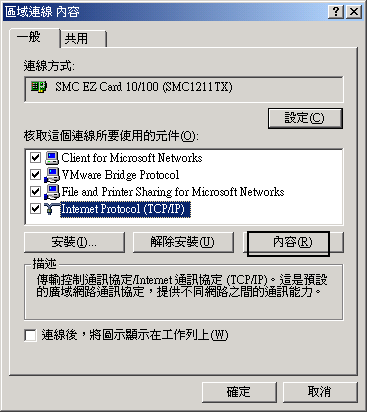 區域連線 內容
一般
共用
連線方式:
SMC EZ Card 10/100 (SMC1211TX)
設定(C)
核取這個連線所要使用的元件(O):
Client for Microsoft Networks
VMware Bridge Protocol
File and Printer Sharing for Microsoft Networks
Internet Protocol (TCP/IP)
安裝(I)...
解除安裝(U)
內容(R)
描述
傳輸控制通訊協定/Internet 通訊協定 (TCP/IP)。這是預設
的廣域網路通訊協定，提供不同網路之間的通訊能力。
連線後，將圖示顯示在工作列上(W)
確定
取消